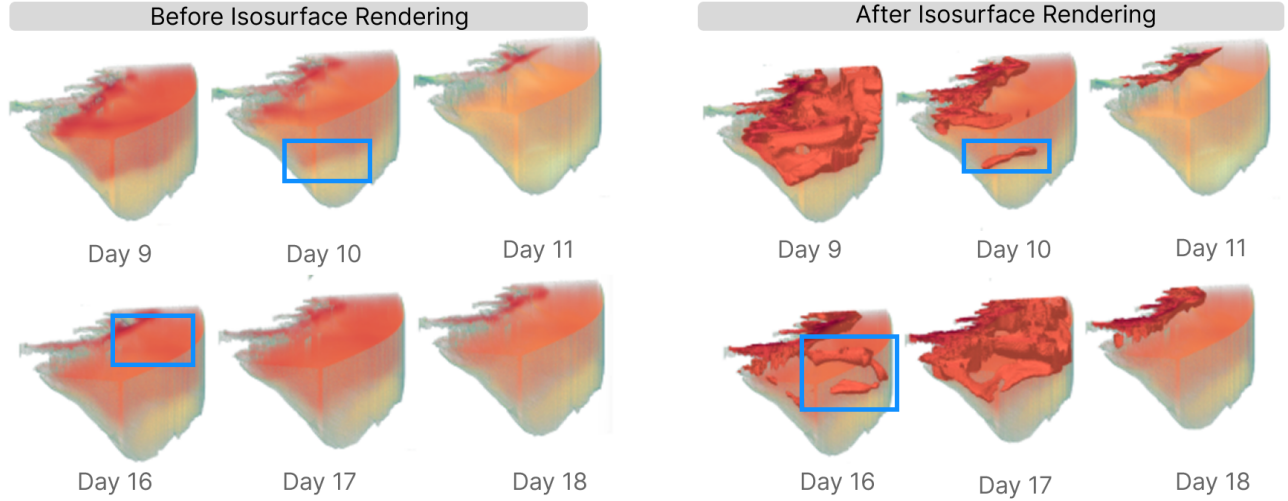 Before Isosurface Rendering
After Isosurface Rendering
Day 9
Day 10
Day 11
Day 9
Day 10
Day 11
Day 16
Day 17
Day 18
Day 16
Day 17
Day 18